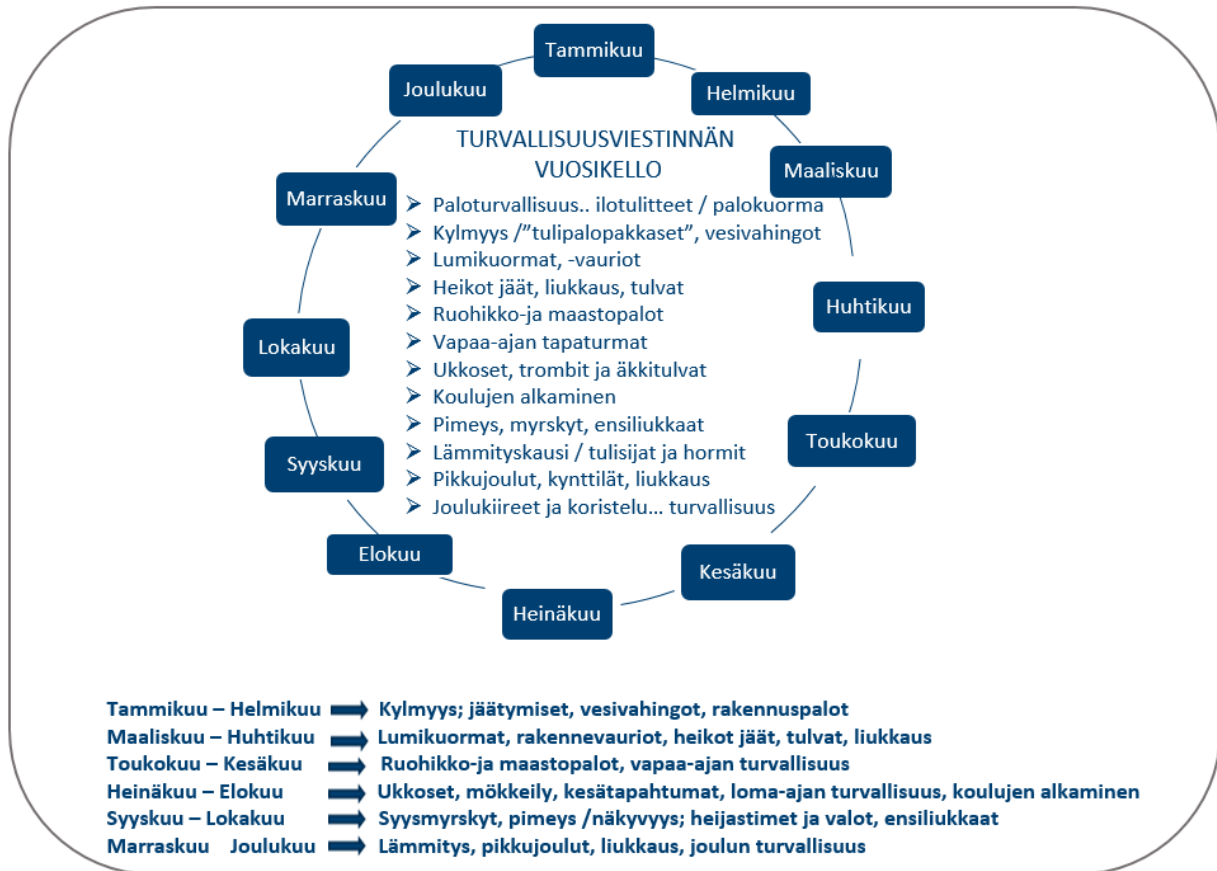 Tammikuu
Helmikuu
Maaliskuu
Huhtikuu
Toukokuu
Kesäkuu
Heinäkuu
Elokuu
Syyskuu
Lokakuu
Marraskuu
Joulukuu
TURVALLISUUSVIESTINNÄN
VUOSIKELLO
➢ Paloturvallisuus.. ilotulitteet / palokuorma
➢ Kylmyys /”tulipalopakkaset”, vesivahingot
➢ Lumikuormat, -vauriot
➢ Heikot jäät, liukkaus, tulvat
➢ Ruohikko-ja maastopalot
➢ Vapaa-ajan tapaturmat
➢ Ukkoset, trombit ja äkkitulvat
➢ Koulujen alkaminen
➢ Pimeys, myrskyt, ensiliukkaat
➢ Lämmityskausi / tulisijat ja hormit
➢ Pikkujoulut, kynttilät, liukkaus
➢ Joulukiireet ja koristelu... turvallisuus
Tammikuu – Helmikuu ➡ Kylmyys; jäätymiset, vesivahingot, rakennuspalot
Maaliskuu – Huhtikuu ➡ Lumikuormat, rakennevauriot, heikot jäät, tulvat, liukkaus
Toukokuu – Kesäkuu ➡ Ruohikko-ja maastopalot, vapaa-ajan turvallisuus
Heinäkuu – Elokuu ➡ Ukkoset, mökkeily, kesätapahtumat, loma-ajan turvallisuus, koulujen alkaminen
Syyskuu – Lokakuu ➡ Syysmyrskyt, pimeys /näkyvyys; heijastimet ja valot, ensiliukkaat
Marraskuu Joulukuu ➡ Lämmitys, pikkujoulut, liukkaus, joulun turvallisuus